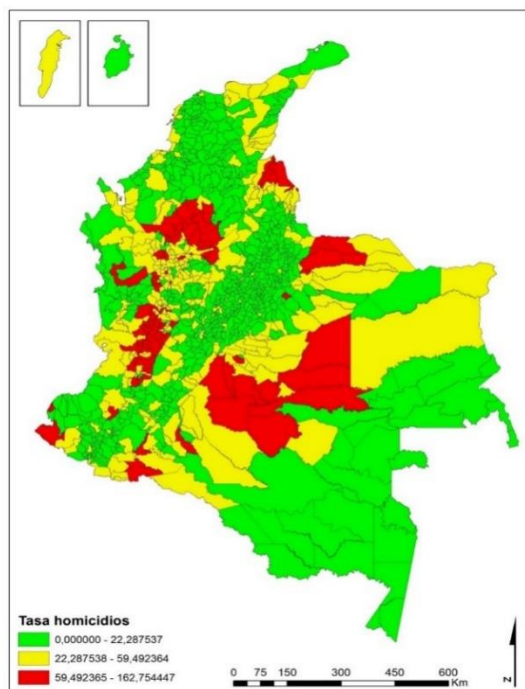 Tasa homicidios
0,000000 - 22,287537
22,287538 - 59,492364
59,492365 - 162,754447
0 75 150 300 450 600
Km
N